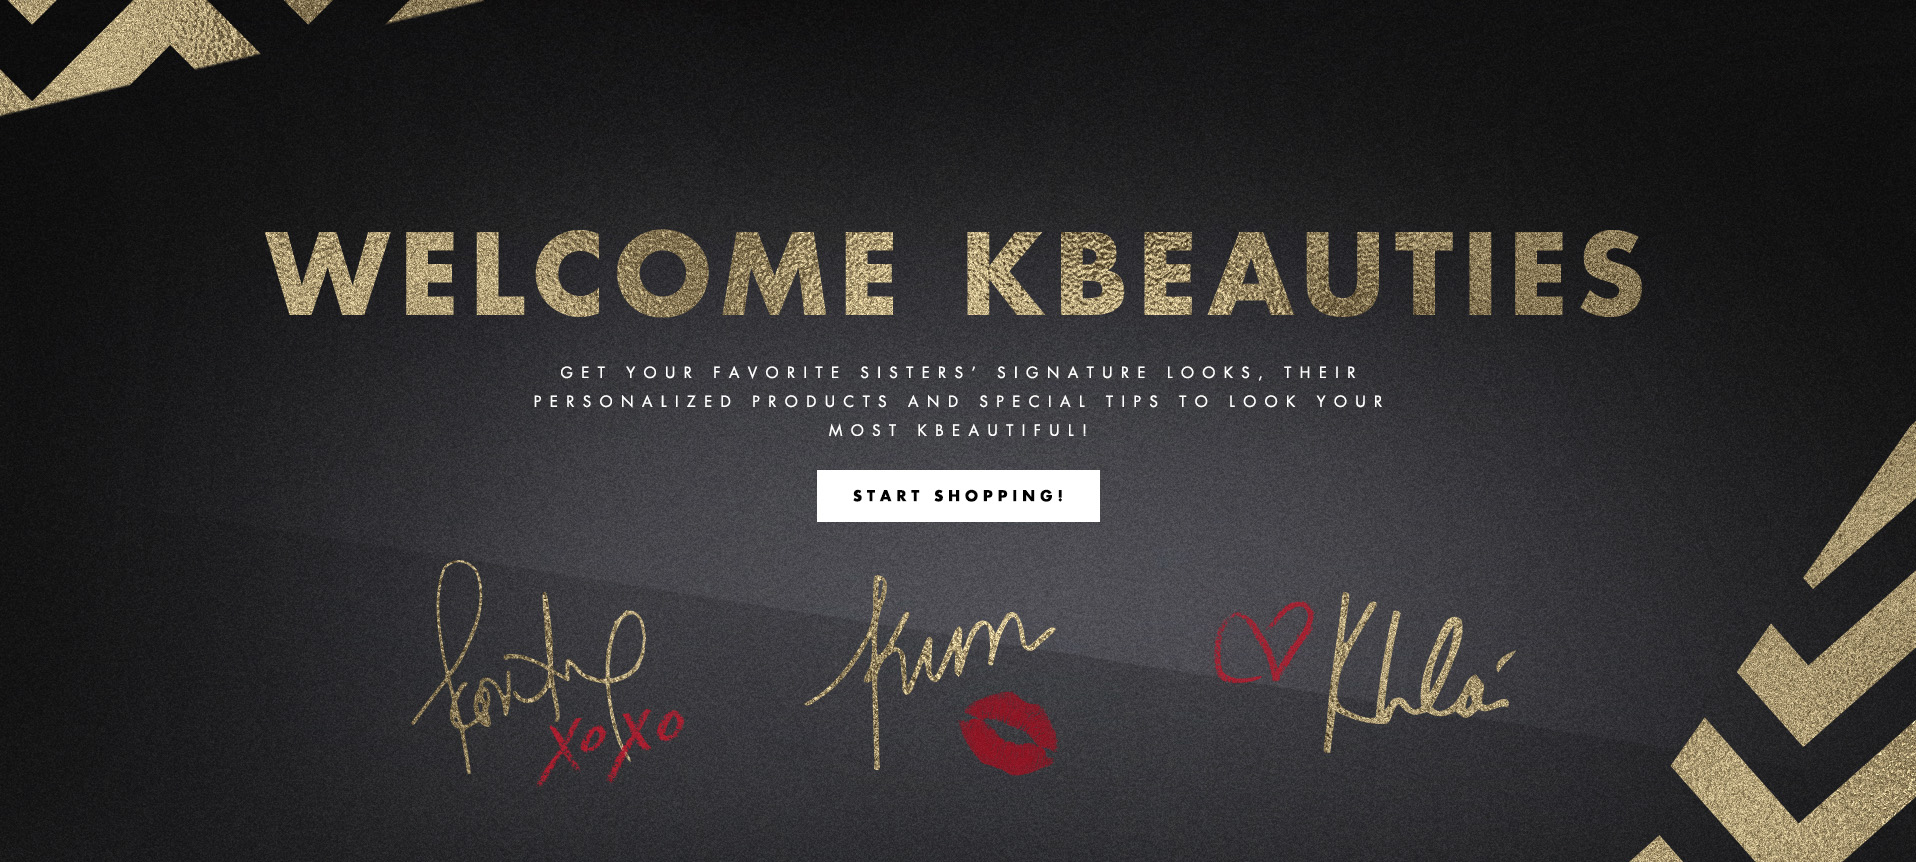 WELCOME KBEAUTIES
GET YOUR FAVORITE SISTERS’ SIGNATURE LOOKS, THEIR
PERSONALIZED PRODUCTS AND SPECIAL TIPS TO LOOK YOUR
MOST KBEAUTIFUL!
START SHOPPING!
Kim
Khloé
XOXO